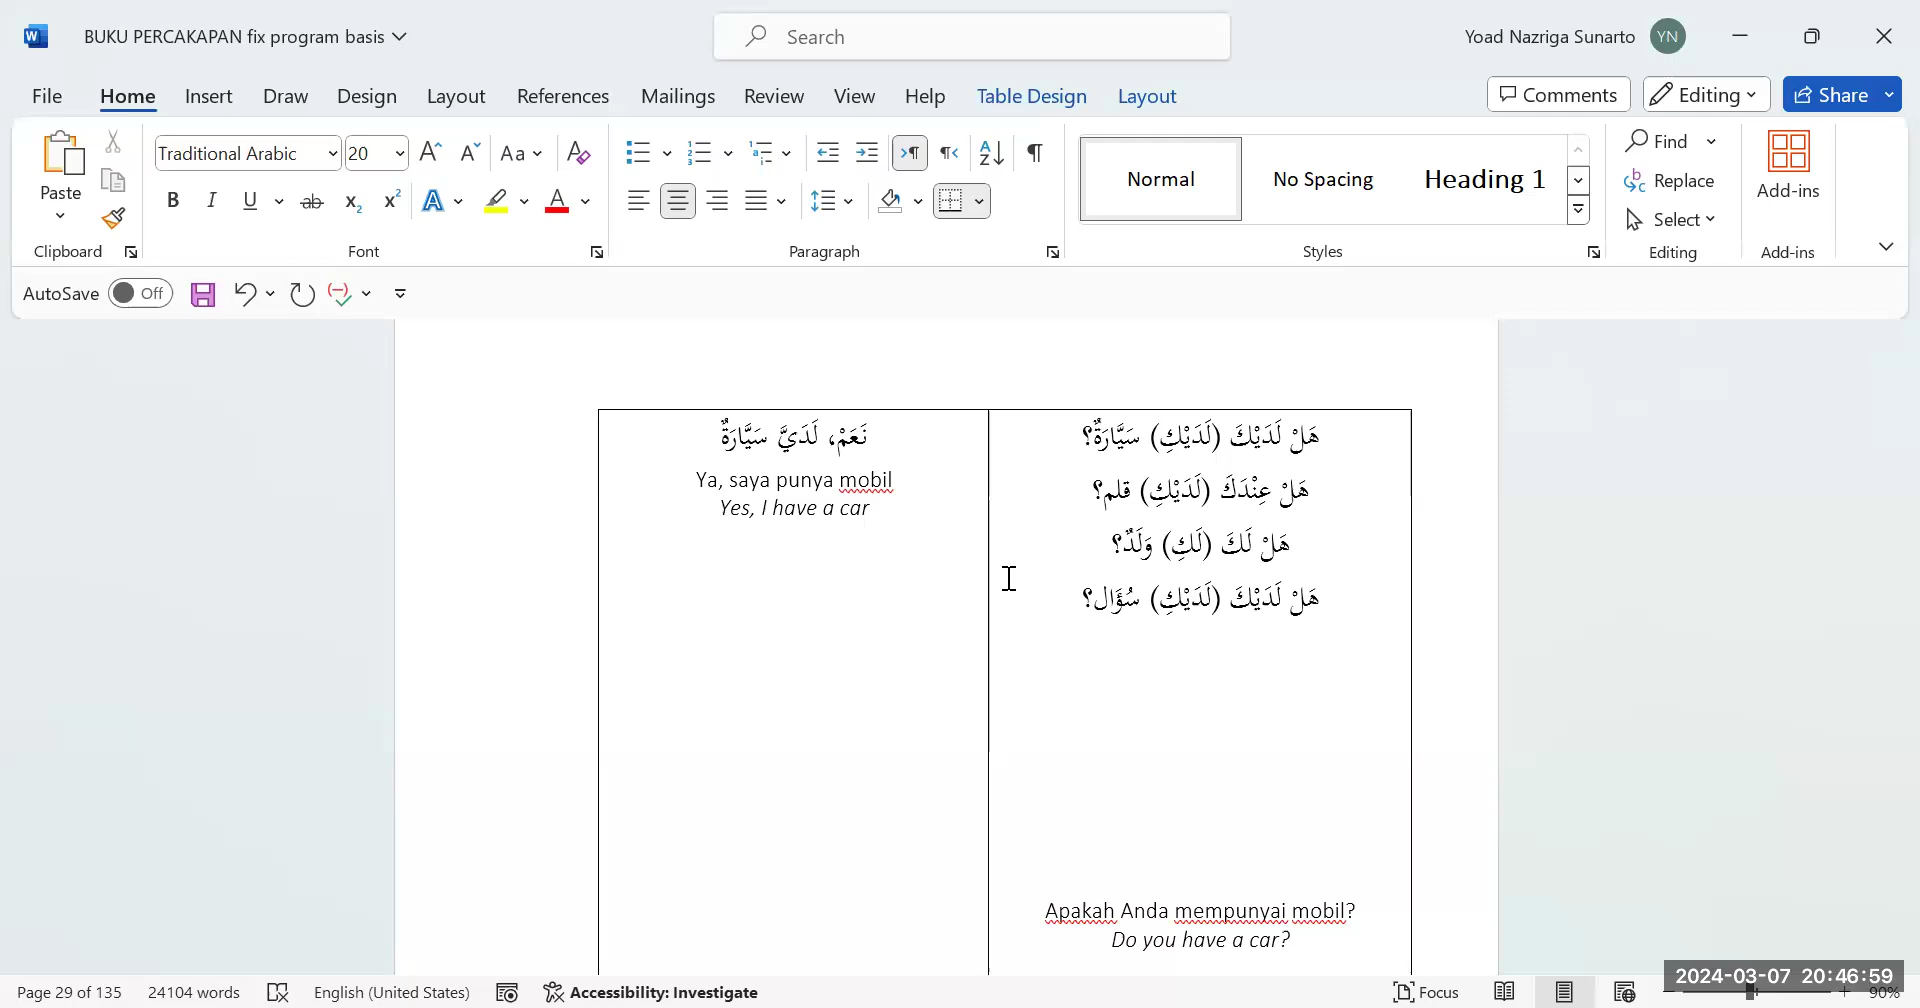 BUKU PERCAKAPAN fix program basis
Search
Yoad Nazriga Sunarto
YN
File
Home
Insert
Draw
Design
Layout
References
Mailings
Review
View
Help
Table Design
Layout
Comments
Editing
Share
Paste
Clipboard
Traditional Arabic
20
Font
Paragraph
Normal
No Spacing
Heading 1
Styles
Find
Replace
Select
Editing
Add-ins
Add-ins
AutoSave
Off
هَلْ لَدَيْكَ (لَدَيْكِ) سَيَّارَةٌ؟
هَلْ عِنْدَكَ (لَدَيْكِ) قلم؟
هَلْ لَكَ (لَكِ) وَلَدٌ؟
هَلْ لَدَيْكَ (لَدَيْكِ) سُؤَال؟
Apakah Anda mempunyai mobil?
Do you have a car?
نَعَمْ، لَدَيَّ سَيَّارَةٌ
Ya, saya punya mobil
Yes, I have a car
Page 29 of 135
24104 words
English (United States)
Accessibility: Investigate
Focus
90%
2024-03-07 20:46:59